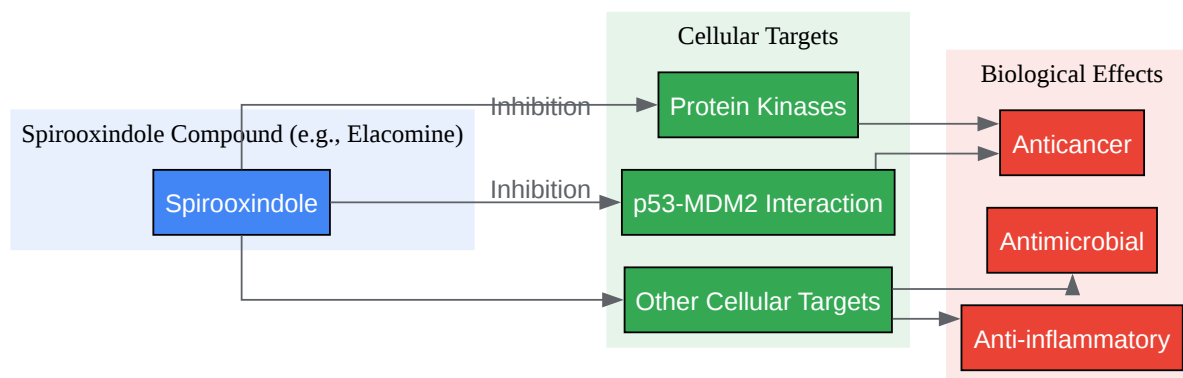 Spirooxindole Compound (e.g., Elacomine)
Spirooxindole
Inhibition
Inhibition
Cellular Targets
Protein Kinases
p53-MDM2 Interaction
Other Cellular Targets
Biological Effects
Anticancer
Antimicrobial
Anti-inflammatory